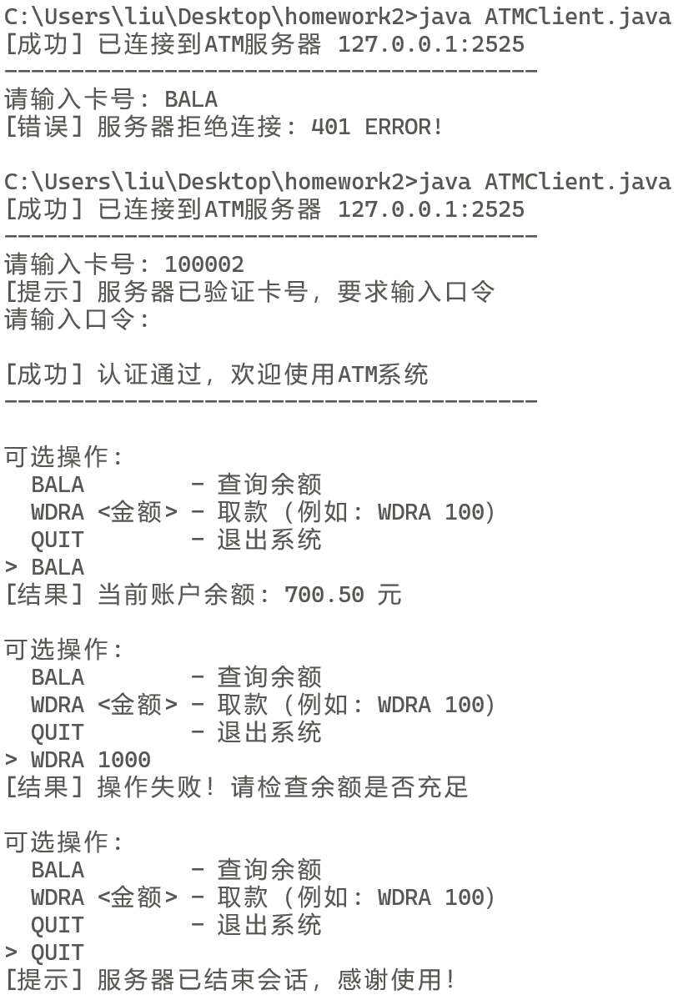 C:\Users\liu\Desktop\homework2>java ATMClient.java
[成功] 已连接到ATM服务器 127.0.0.1:2525
----------------------------------------
请输入卡号: BALA
[错误] 服务器拒绝连接: 401 ERROR!
C:\Users\liu\Desktop\homework2>java ATMClient.java
[成功] 已连接到ATM服务器 127.0.0.1:2525
----------------------------------------
请输入卡号: 100002
[提示] 服务器已验证卡号, 要求输入口令
请输入口令:
[成功] 认证通过, 欢迎使用ATM系统
----------------------------------------
可选操作:
  BALA        - 查询余额
  WDRA <金额> - 取款 (例如: WDRA 100)
  QUIT        - 退出系统
> BALA
[结果] 当前账户余额: 700.50 元
可选操作:
  BALA        - 查询余额
  WDRA <金额> - 取款 (例如: WDRA 100)
  QUIT        - 退出系统
> WDRA 1000
[结果] 操作失败! 请检查余额是否充足
可选操作:
  BALA        - 查询余额
  WDRA <金额> - 取款 (例如: WDRA 100)
  QUIT        - 退出系统
> QUIT
[提示] 服务器已结束会话, 感谢使用!